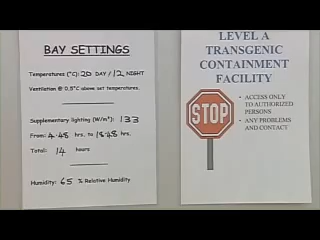 BAY SETTINGS
Temperatures (°C): 20 DAY / 12 NIGHT
Ventilation @ 0.5°C above set temperatures.
Supplementary lighting (W/m²): 133
From: 4.48 hrs. to 18.48 hrs.
Total: 14 hours
Humidity: 65 % Relative Humidity
LEVEL A
TRANSGENIC
CONTAINMENT
FACILITY
STOP
• ACCESS ONLY
TO AUTHORIZED
PERSONS
• ANY PROBLEMS
AND CONTACT